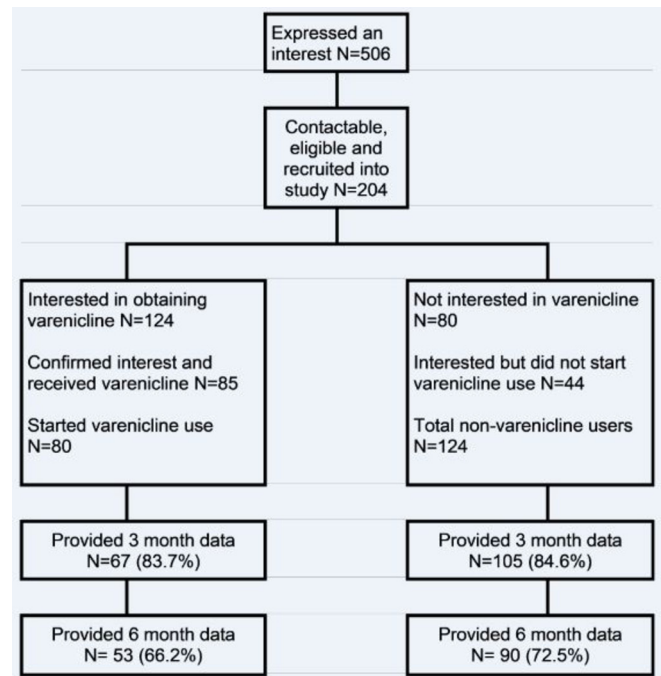 Expressed an
interest N=506
Contactable,
eligible and
recruited into
study N=204
Interested in obtaining
varenicline N=124
Confirmed interest and
received varenicline N=85
Started varenicline use
N=80
Not interested in varenicline
N=80
Interested but did not start
varenicline use N=44
Total non-varenicline users
N=124
Provided 3 month data
N=67 (83.7%)
Provided 3 month data
N=105 (84.6%)
Provided 6 month data
N= 53 (66.2%)
Provided 6 month data
N= 90 (72.5%)